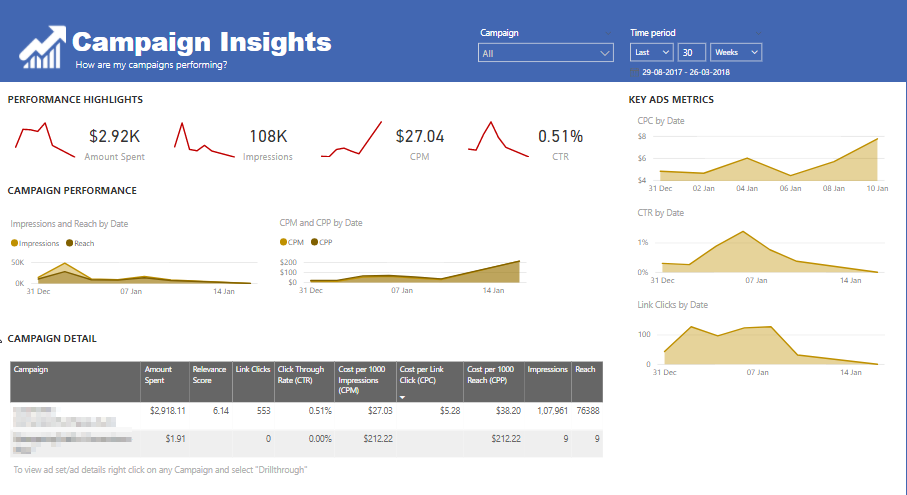 Campaign Insights
How are my campaigns performing?
Campaign
All
Time period
Last
30
Weeks
29-08-2017 - 26-03-2018
PERFORMANCE HIGHLIGHTS
$2.92K
Amount Spent
108K
Impressions
$27.04
CPM
0.51%
CTR
CAMPAIGN PERFORMANCE
Impressions and Reach by Date
Impressions Reach
50K
0K
31 Dec 07 Jan 14 Jan
CPM and CPP by Date
CPM CPP
$200
$100
$0
31 Dec 07 Jan 14 Jan
KEY ADS METRICS
CPC by Date
$8
$6
$4
31 Dec 02 Jan 04 Jan 06 Jan 08 Jan 10 Jan
CTR by Date
1%
0%
31 Dec 07 Jan 14 Jan
Link Clicks by Date
100
0
31 Dec 07 Jan 14 Jan
CAMPAIGN DETAIL
Campaign
Amount
Spent
Relevance
Score
Link Clicks
Click Through
Rate (CTR)
Cost per 1000
Impressions
(CPM)
Cost per Link
Click (CPC)
Cost per 1000
Reach (CPP)
Impressions
Reach
$2,918.11 6.14 553 0.51% $27.03 $5.28 $38.20 1,07,961 76388
$1.91 0 0.00% $212.22 $212.22 9 9
To view ad set/ad details right click on any Campaign and select "Drillthrough"